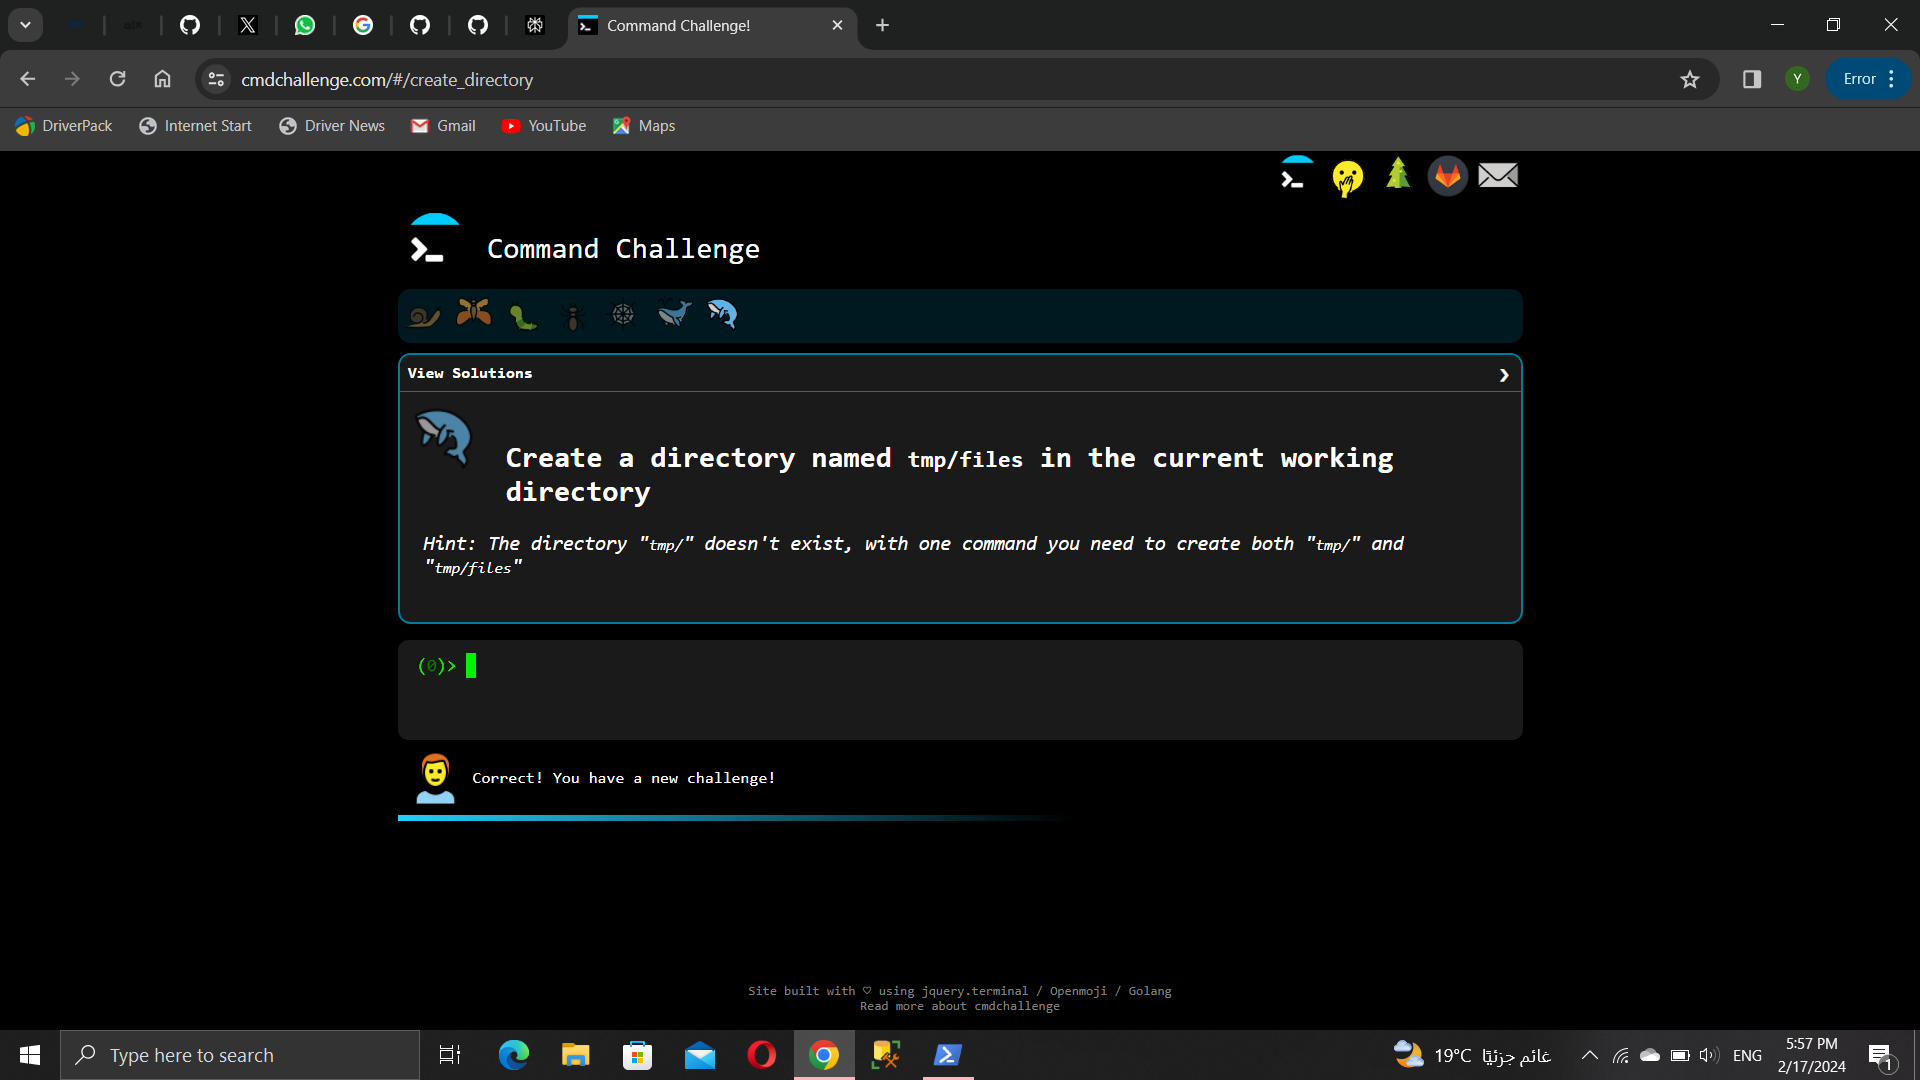 Command Challenge!
cmdchallenge.com/#/create_directory
Y
Error
DriverPack
Internet Start
Driver News
Gmail
YouTube
Maps
Command Challenge
View Solutions
Create a directory named tmp/files in the current working
directory
Hint: The directory "tmp/" doesn't exist, with one command you need to create both "tmp/" and
"tmp/files"
(0)>
Correct! You have a new challenge!
Site built with ♡ using jquery.terminal / Openmoji / Golang
Read more about cmdchallenge
Type here to search
19°C غائم جزئيًا
ENG
5:57 PM
2/17/2024
1